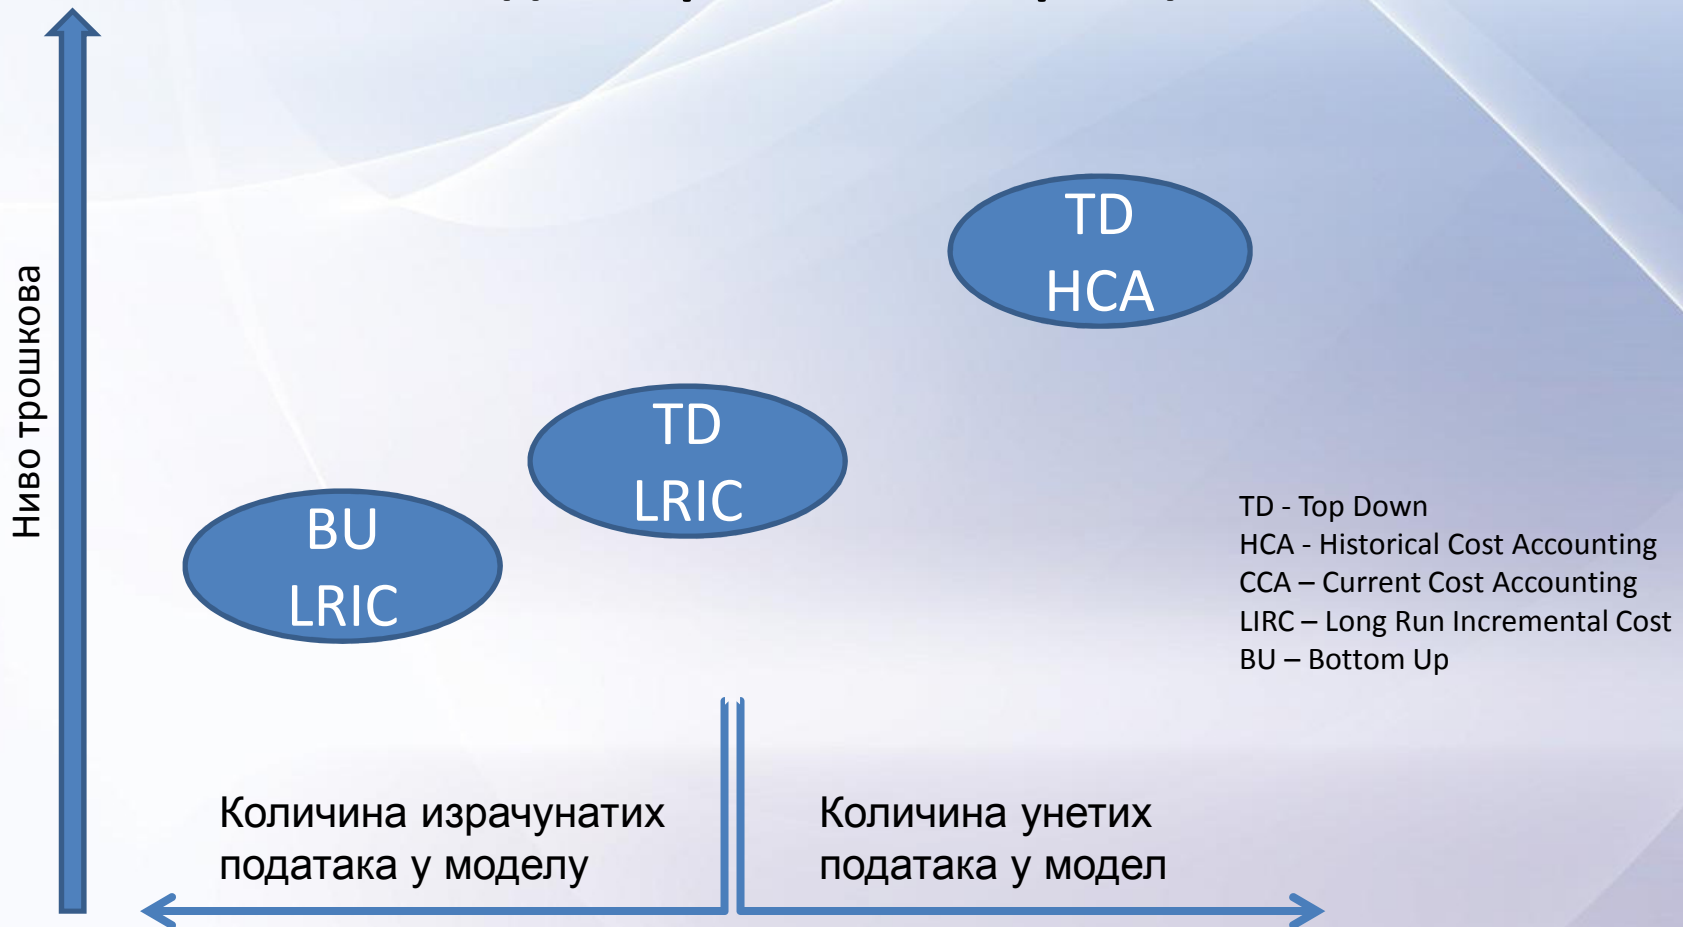 Ниво трошкова
TD
HCA
TD
LRIC
BU
LRIC
TD - Top Down
HCA - Historical Cost Accounting
CCA – Current Cost Accounting
LIRC – Long Run Incremental Cost
BU – Bottom Up
Количина израчунатих
података у моделу
Количина унетих
података у модел